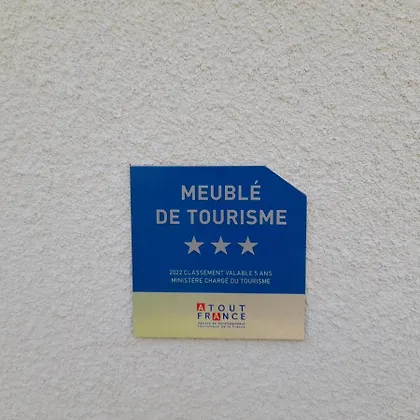 MEUBLÉ
DE TOURISME
2022 CLASSEMENT VALABLE 5 ANS
MINISTÈRE CHARGÉ DU TOURISME
ATOUT
FRANCE